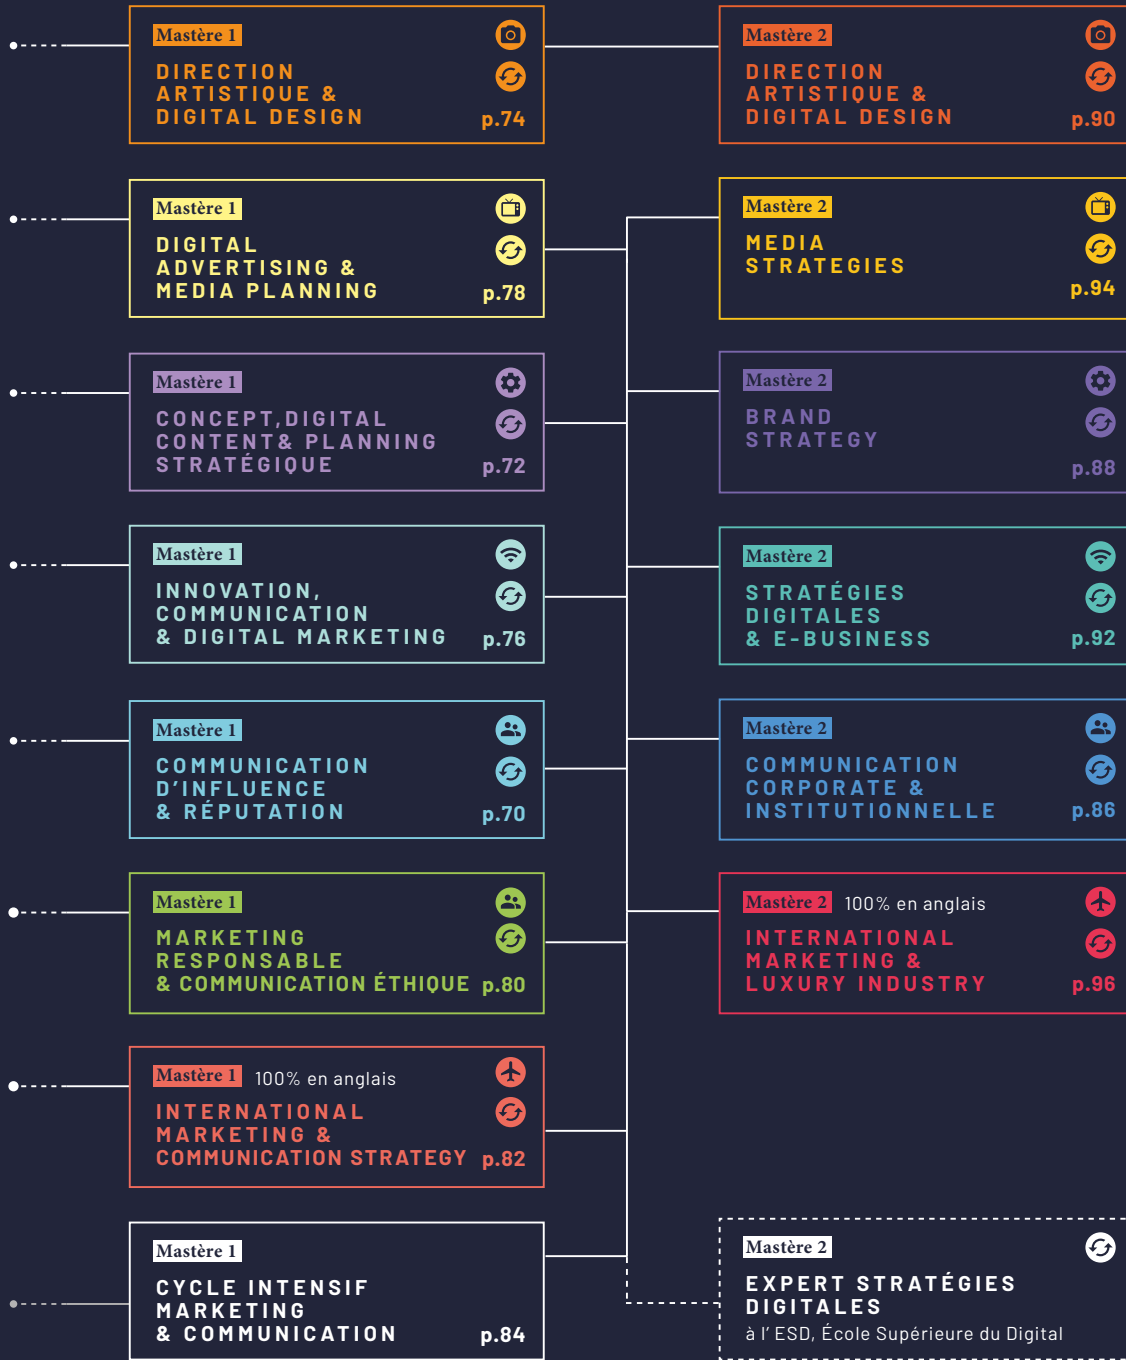 Mastère 1
DIRECTION
ARTISTIQUE &
DIGITAL DESIGN
p.74
Mastère 2
DIRECTION
ARTISTIQUE &
DIGITAL DESIGN
p.90
Mastère 1
DIGITAL
ADVERTISING &
MEDIA PLANNING
p.78
Mastère 2
MEDIA
STRATEGIES
p.94
Mastère 1
CONCEPT,DIGITAL
CONTENT& PLANNING
STRATÉGIQUE
p.72
Mastère 2
BRAND
STRATEGY
p.88
Mastère 1
INNOVATION,
COMMUNICATION
& DIGITAL MARKETING
p.76
Mastère 2
STRATÉGIES
DIGITALES
& E-BUSINESS
p.92
Mastère 1
COMMUNICATION
D'INFLUENCE
& RÉPUTATION
p.70
Mastère 2
COMMUNICATION
CORPORATE &
INSTITUTIONNELLE
p.86
Mastère 1
MARKETING
RESPONSABLE
& COMMUNICATION ÉTHIQUE
p.80
Mastère 2 100% en anglais
INTERNATIONAL
MARKETING &
LUXURY INDUSTRY
p.96
Mastère 1 100% en anglais
INTERNATIONAL
MARKETING &
COMMUNICATION STRATEGY
p.82
Mastère 1
CYCLE INTENSIF
MARKETING
& COMMUNICATION
p.84
Mastère 2
EXPERT STRATÉGIES
DIGITALES
à l' ESD, École Supérieure du Digital